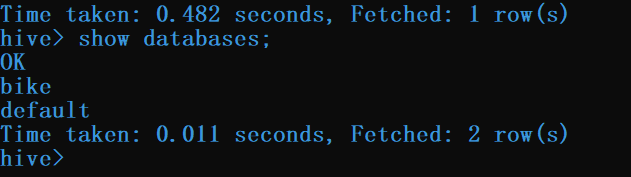 Time taken: 0.482 seconds, Fetched: 1 row(s)
hive> show databases;
OK
bike
default
Time taken: 0.011 seconds, Fetched: 2 row(s)
hive>